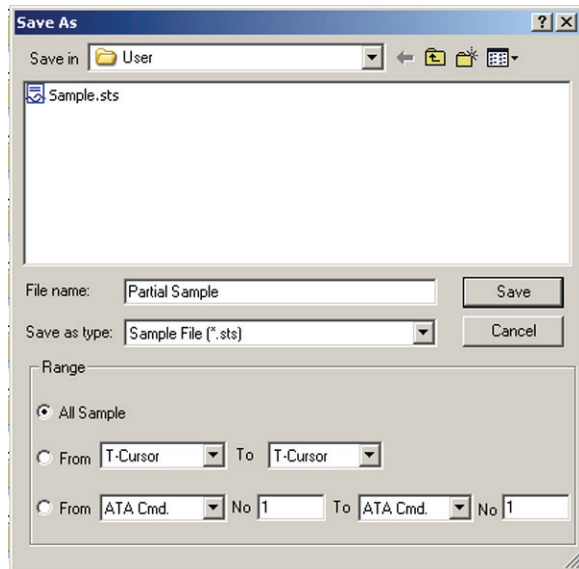 Save As
Save in User
Sample.sts
File name: Partial Sample Save
Save as type: Sample File (*.sts) Cancel
Range
All Sample
From T-Cursor To T-Cursor
From ATA Cmd. No 1 To ATA Cmd. No 1